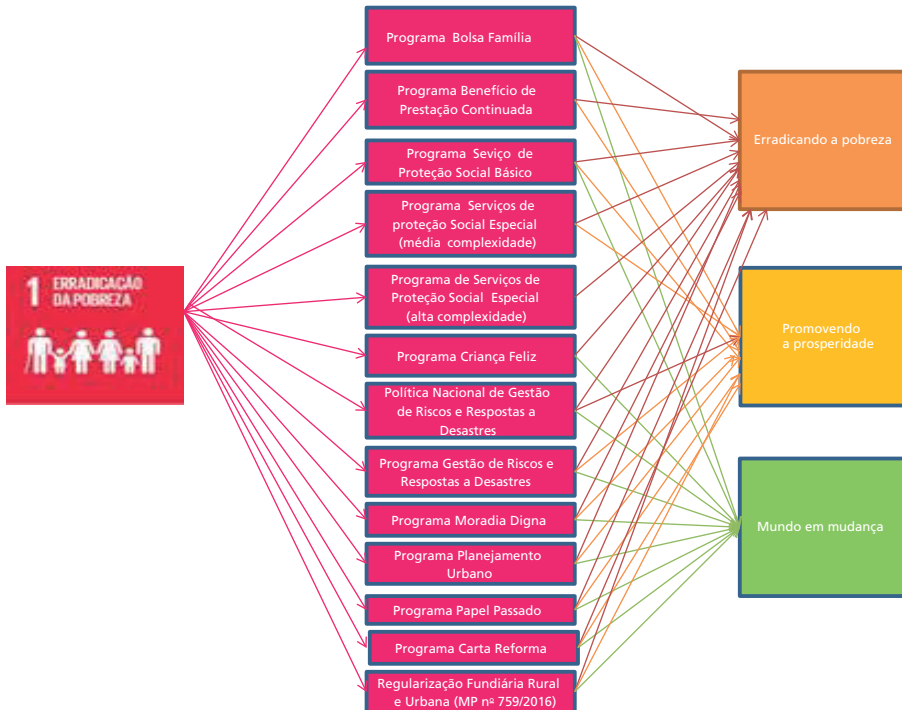 1 ERRADICAÇÃO
DA POBREZA
Programa Bolsa Família
Programa Benefício de
Prestação Continuada
Programa Seviço de
Proteção Social Básico
Programa Serviços de
proteção Social Especial
(média complexidade)
Programa de Serviços de
Proteção Social Especial
(alta complexidade)
Programa Criança Feliz
Política Nacional de Gestão
de Riscos e Respostas a
Desastres
Programa Gestão de Riscos e
Respostas a Desastres
Programa Moradia Digna
Programa Planejamento
Urbano
Programa Papel Passado
Programa Carta Reforma
Regularização Fundiária Rural
e Urbana (MP nº 759/2016)
Erradicando a pobreza
Promovendo
a prosperidade
Mundo em mudança